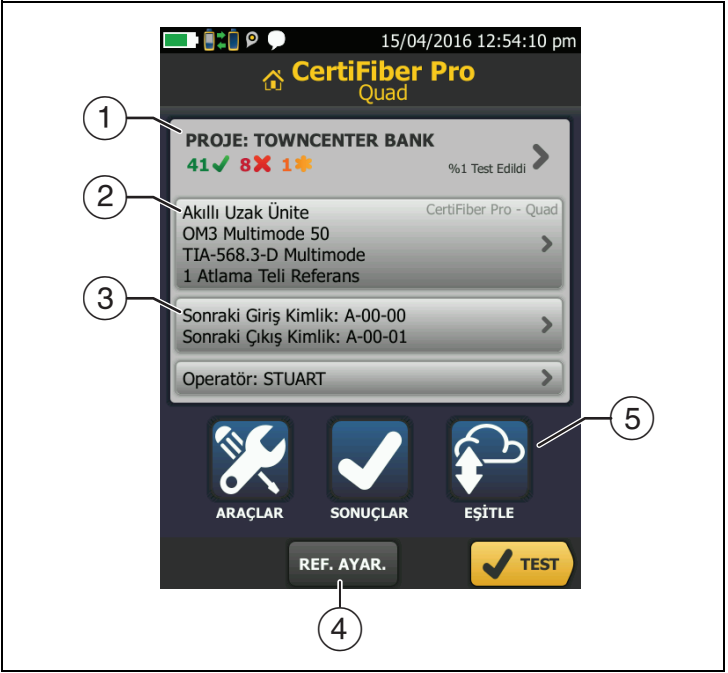 15/04/2016 12:54:10 pm
CertiFiber Pro
Quad
1
PROJE: TOWNCENTER BANK
41 8 1
%1 Test Edildi
2
Akıllı Uzak Ünite
CertiFiber Pro - Quad
OM3 Multimode 50
TIA-568.3-D Multimode
1 Atlama Teli Referans
3
Sonraki Giriş Kimlik: A-00-00
Sonraki Çıkış Kimlik: A-00-01
Operatör: STUART
5
ARAÇLAR
SONUÇLAR
EŞİTLE
REF. AYAR.
TEST
4